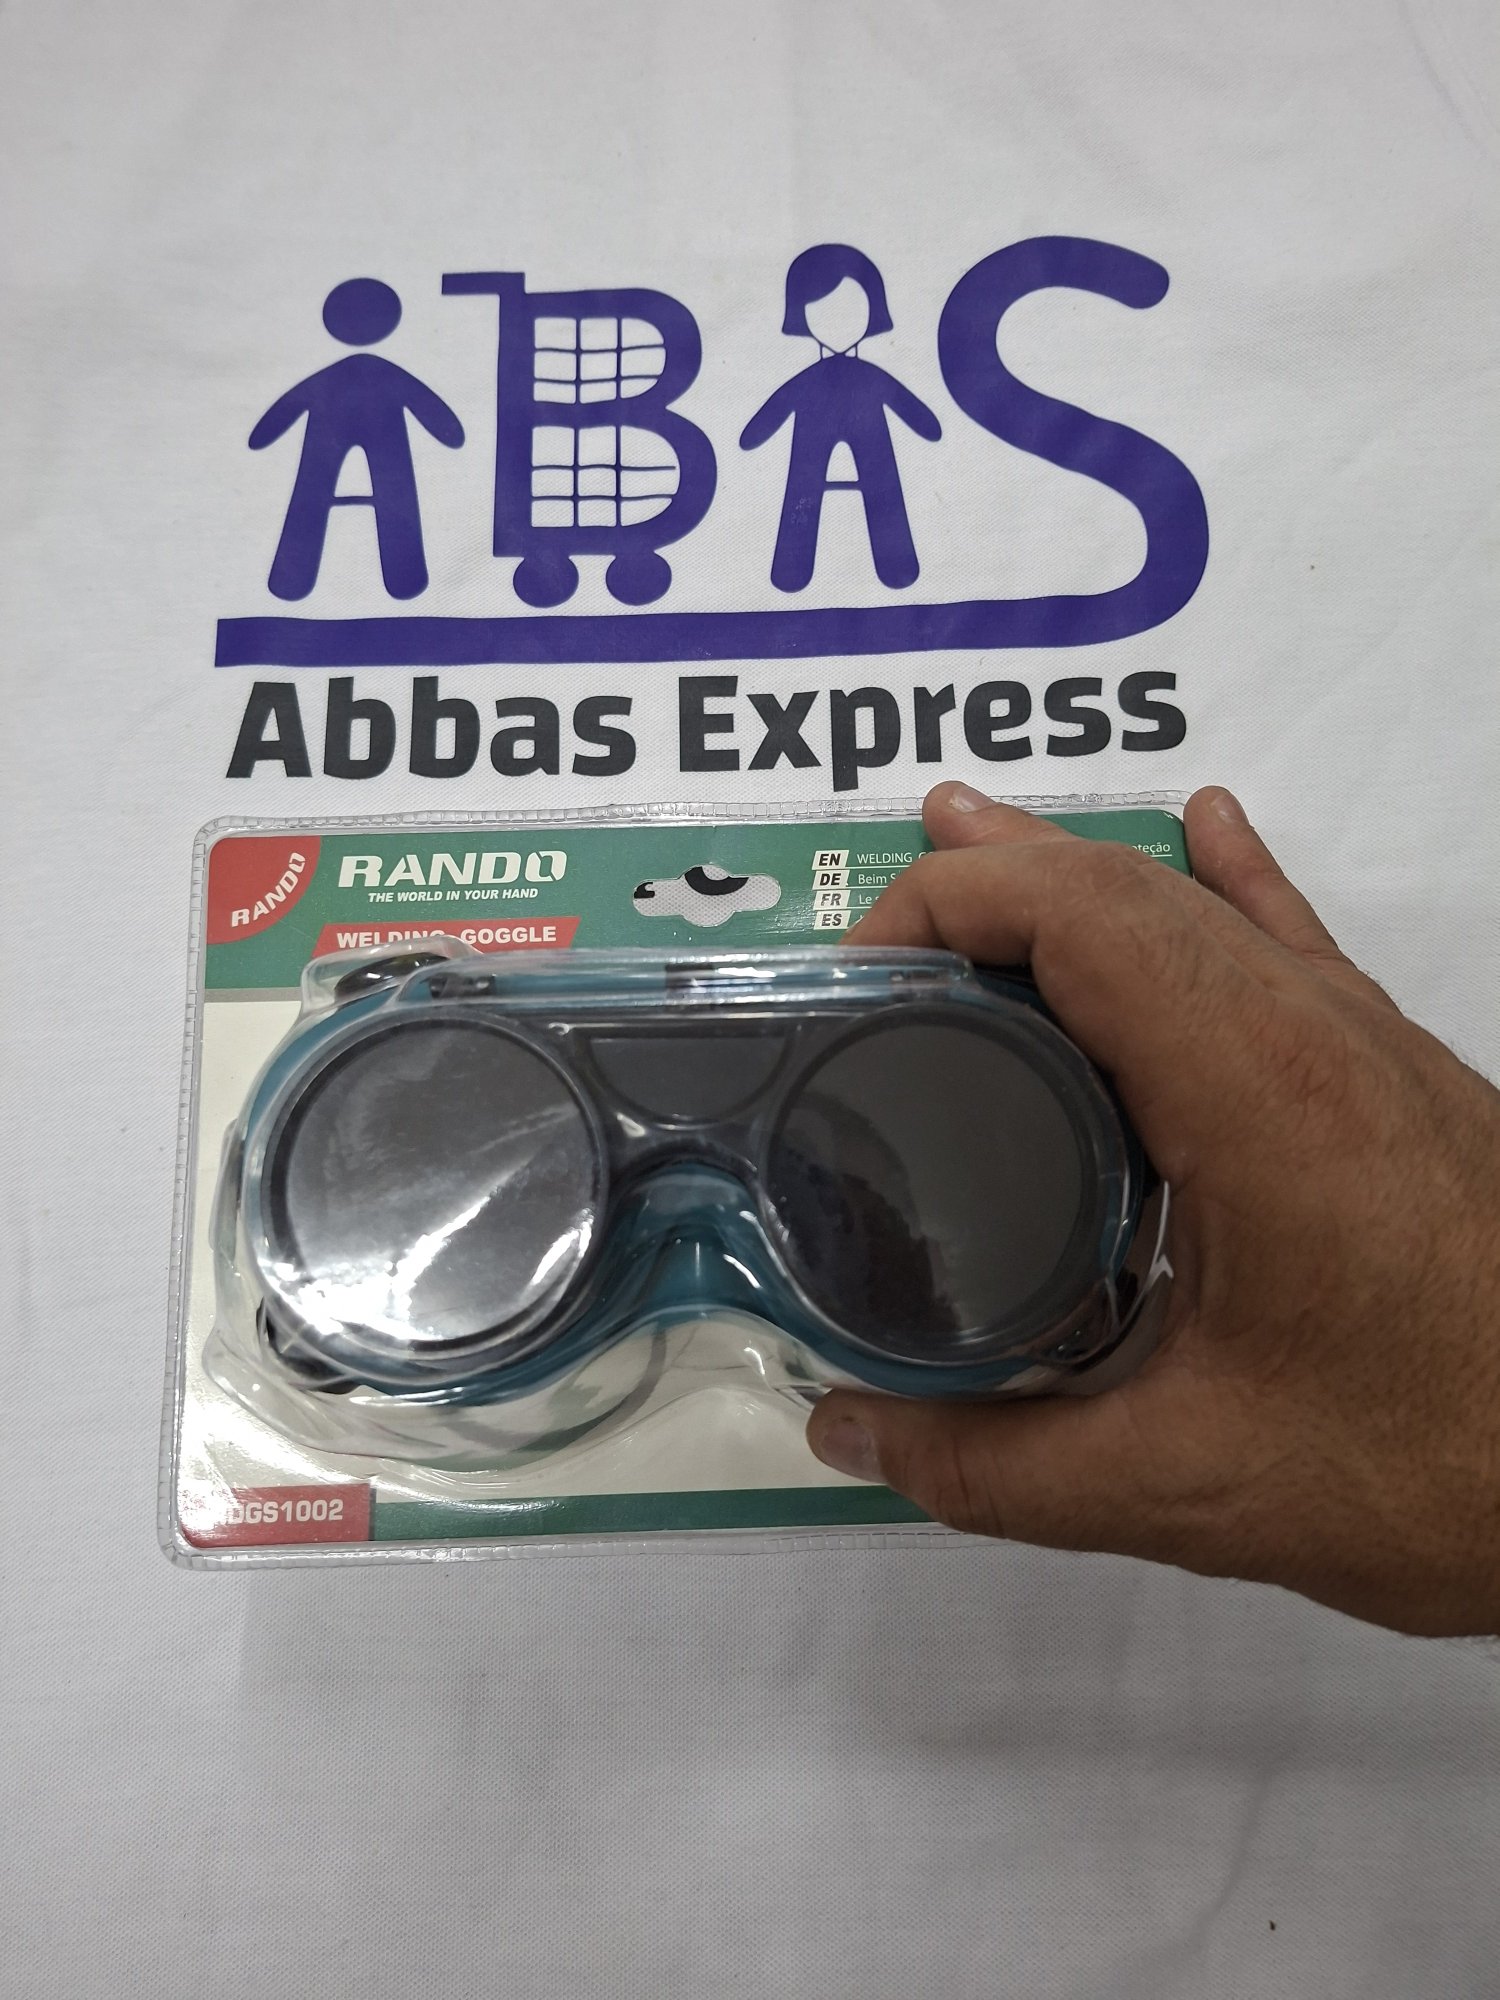 ABAS
Abbas Express
RANDO
RANDO
THE WORLD IN YOUR HAND
WELDING GOGGLE
EN WELDING
DE Beim
FR Le
ES
GS1002